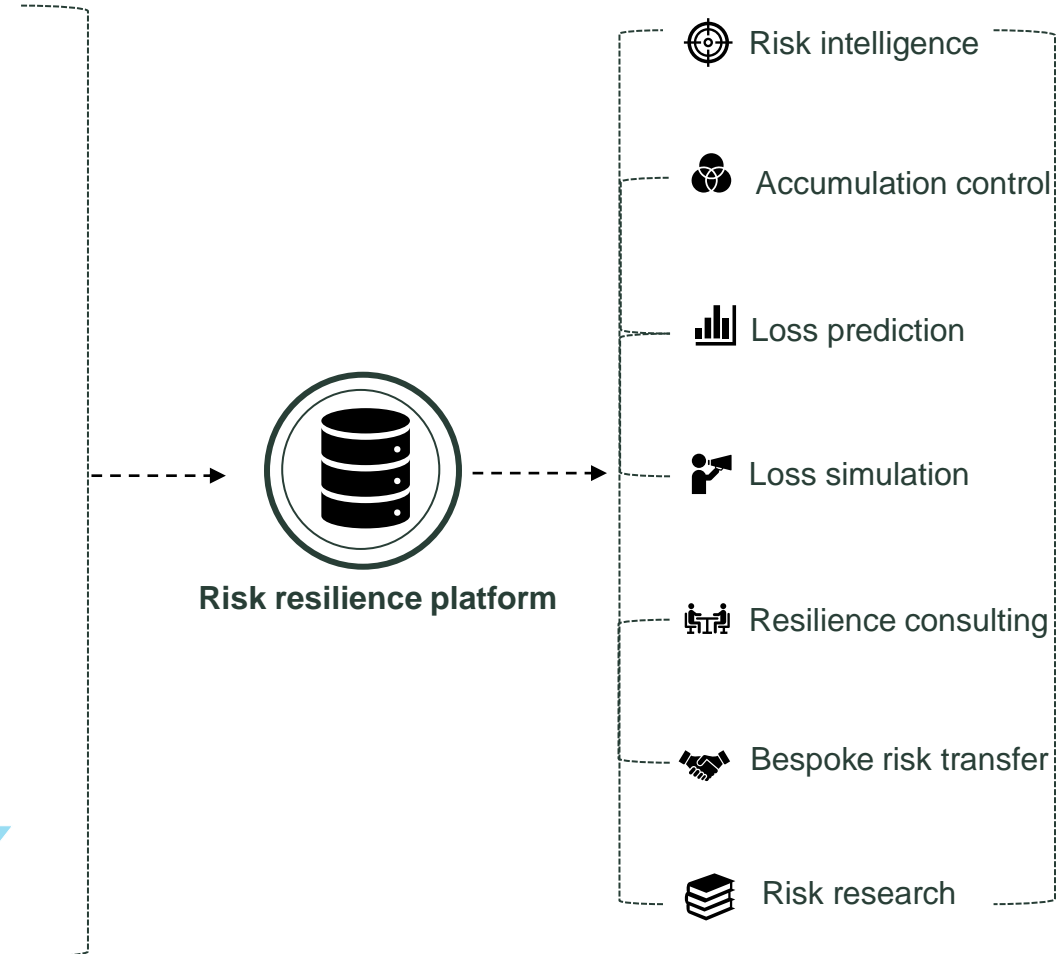 Risk intelligence
Accumulation control
Loss prediction
Loss simulation
Risk resilience platform
Resilience consulting
Bespoke risk transfer
Risk research